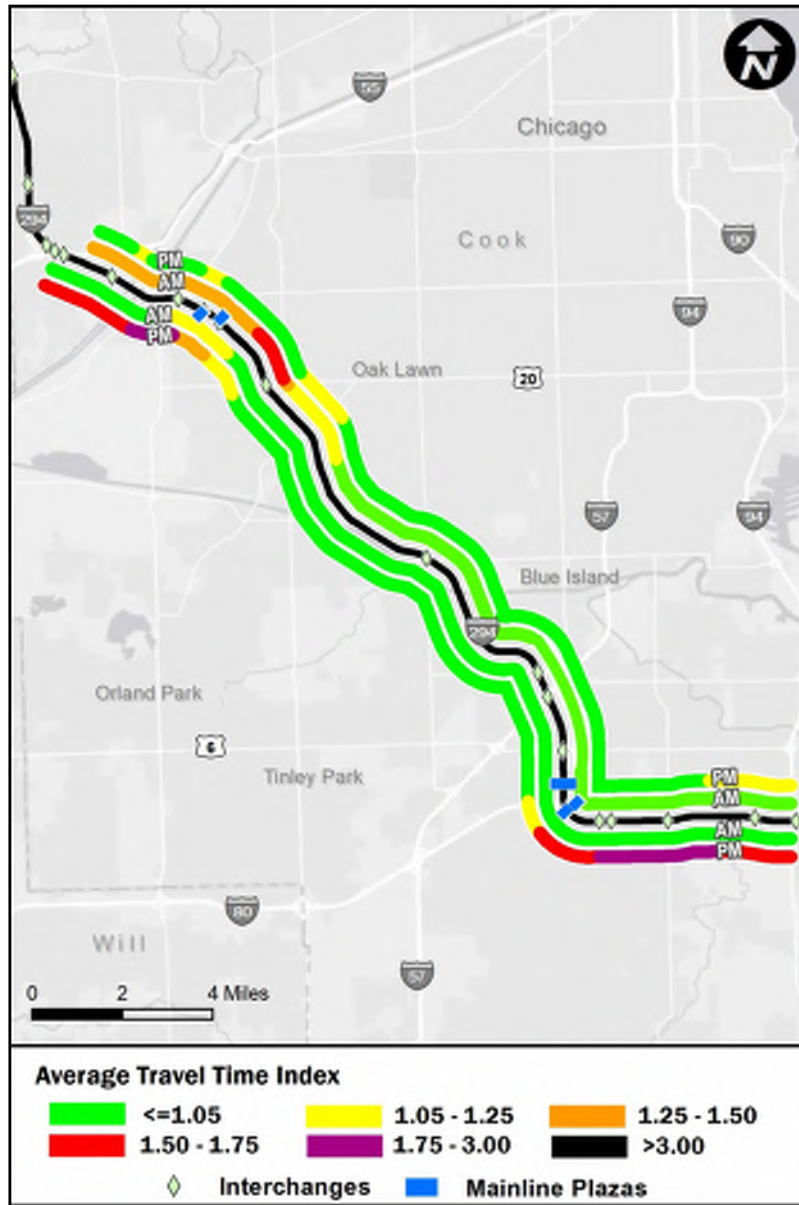 N
55
Chicago
294
Cook
90
PM
AM
94
AM
PM
Oak Lawn
20
57
94
Blue Island
294
Orland Park
6
Tinley Park
PM
AM
AM
PM
80
Will
57
0 2 4 Miles
Average Travel Time Index
<=1.05 1.05 - 1.25 1.25 - 1.50
1.50 - 1.75 1.75 - 3.00 >3.00
Interchanges Mainline Plazas